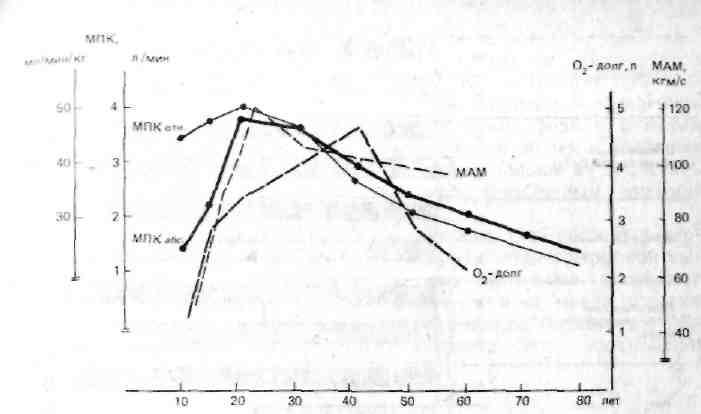 МПК,
мл/мин/кг л/мин O₂-долг, л МАМ, кгм/с
50 4 5 120
МПК отн.
40 3 4 100
МАМ
30 2 3 80
МПК абс.
1 2 60
O₂-долг
1 40
10 20 30 40 50 60 70 80 лет